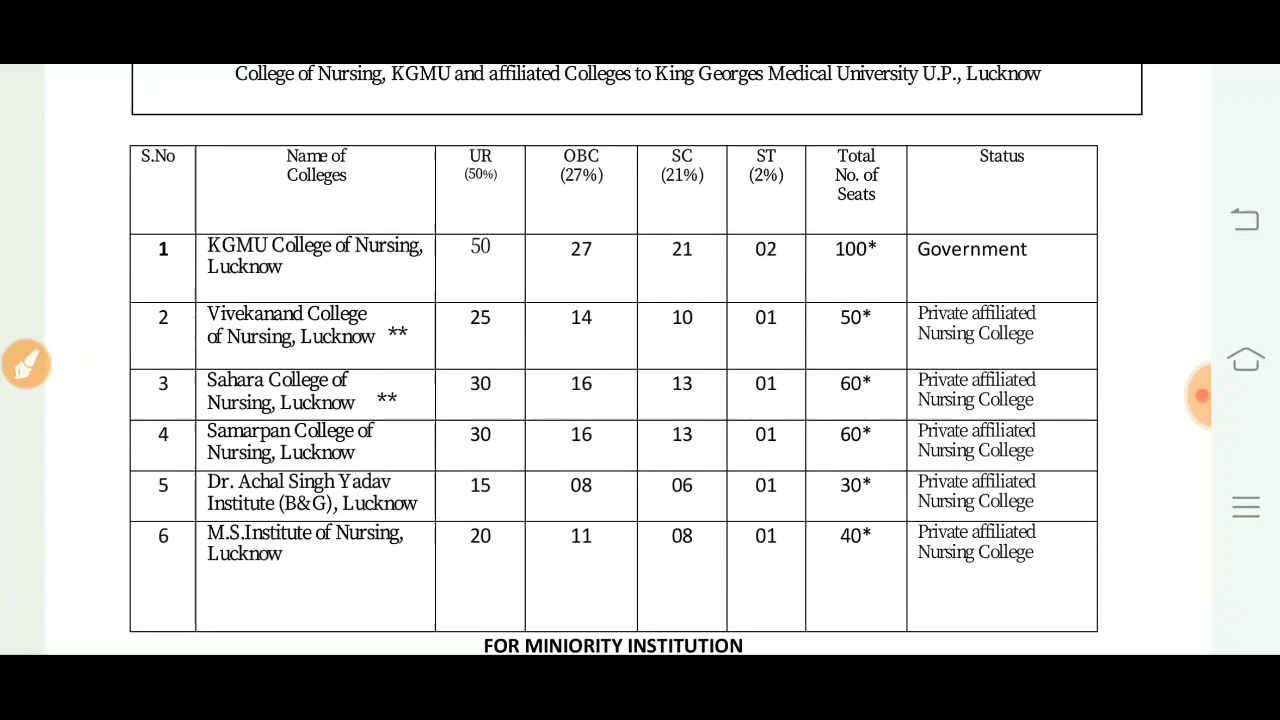 College of Nursing, KGMU and affiliated Colleges to King Georges Medical University U.P., Lucknow
S.No Name of Colleges UR (50%) OBC (27%) SC (21%) ST (2%) Total No. of Seats Status
1 KGMU College of Nursing, 50 27 21 02 100* Government
Lucknow
2 Vivekanand College 25 14 10 01 50* Private affiliated
of Nursing, Lucknow ** Nursing College
3 Sahara College of 30 16 13 01 60* Private affiliated
Nursing, Lucknow ** Nursing College
4 Samarpan College of 30 16 13 01 60* Private affiliated
Nursing, Lucknow Nursing College
5 Dr. Achal Singh Yadav 15 08 06 01 30* Private affiliated
Institute (B&G), Lucknow Nursing College
6 M.S.Institute of Nursing, 20 11 08 01 40* Private affiliated
Lucknow Nursing College
FOR MINIORITY INSTITUTION